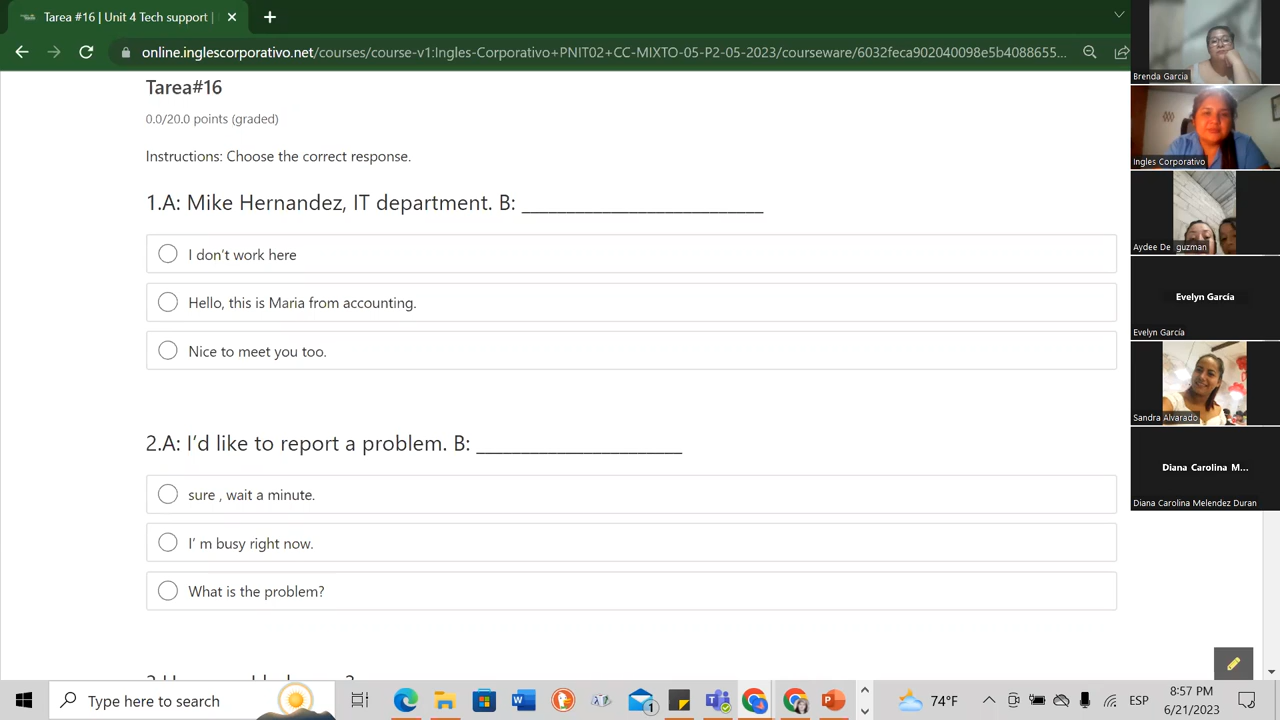 Tarea #16 | Unit 4 Tech support |
online.inglescorporativo.net/courses/course-v1:Ingles-Corporativo+PNIT02+CC-MIXTO-05-P2-05-2023/courseware/6032feca902040098e5b4088655...
Tarea#16
0.0/20.0 points (graded)
Instructions: Choose the correct response.
1.A: Mike Hernandez, IT department. B: ___________________________
I don't work here
Hello, this is Maria from accounting.
Nice to meet you too.
2.A: I'd like to report a problem. B: _______________________
sure , wait a minute.
I' m busy right now.
What is the problem?
Brenda Garcia
Ingles Corporativo
Aydee De guzman
Evelyn García
Evelyn García
Sandra Alvarado
Diana Carolina M...
Diana Carolina Melendez Duran
Type here to search
74°F
ESP
8:57 PM
6/21/2023